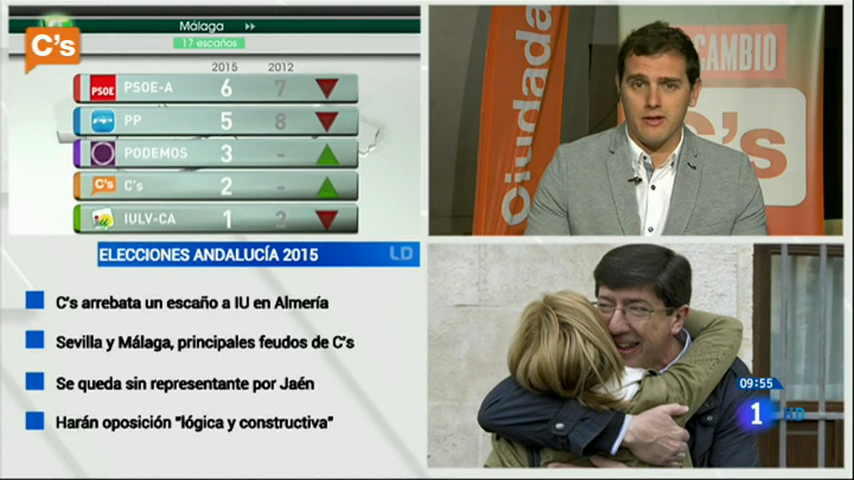 C's
Málaga
17 escaños
2015 2012
PSOE PSOE-A 6 7
PP 5 8
PODEMOS 3 -
C's C's 2 -
IULV-CA 1 2
ELECCIONES ANDALUCÍA 2015 LD
C's arrebata un escaño a IU en Almería
Sevilla y Málaga, principales feudos de C's
Se queda sin representante por Jaén
Harán oposición "lógica y constructiva"
Ciudada
CAMBIO
C's
09:55
1 HD